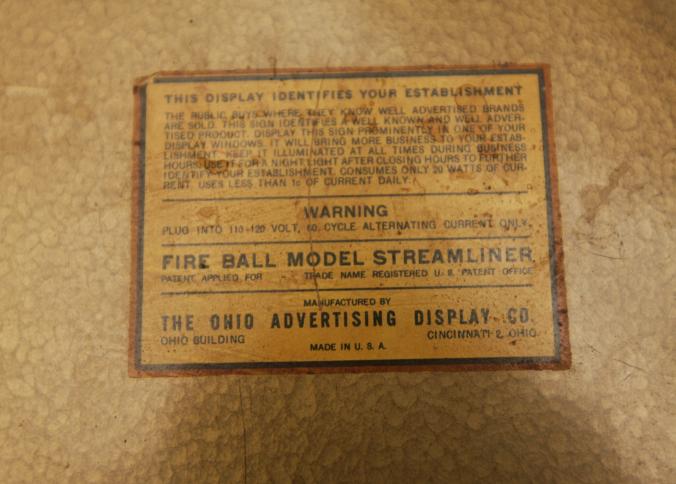 THIS DISPLAY IDENTIFIES YOUR ESTABLISHMENT
THE PUBLIC BUYS WHERE THEY KNOW WELL ADVERTISED BRANDS
ARE SOLD. THIS SIGN IDENTIFIES A WELL KNOWN AND WELL ADVER-
TISED PRODUCT. DISPLAY THIS SIGN PROMINENTLY IN ONE OF YOUR
DISPLAY WINDOWS. IT WILL BRING MORE BUSINESS TO YOUR ESTAB-
LISHMENT. KEEP IT ILLUMINATED AT ALL TIMES DURING BUSINESS
HOURS. USE IT FOR A NIGHT LIGHT AFTER CLOSING HOURS TO FURTHER
IDENTIFY YOUR ESTABLISHMENT. CONSUMES ONLY 20 WATTS OF CUR-
RENT. USES LESS THAN 1c OF CURRENT DAILY.
WARNING
PLUG INTO 110-120 VOLT, 60 CYCLE ALTERNATING CURRENT ONLY.
FIRE BALL MODEL STREAMLINER
PATENT APPLIED FOR - TRADE NAME REGISTERED U. S. PATENT OFFICE
MANUFACTURED BY
THE OHIO ADVERTISING DISPLAY CO.
OHIO BUILDING CINCINNATI 2, OHIO
MADE IN U. S. A.